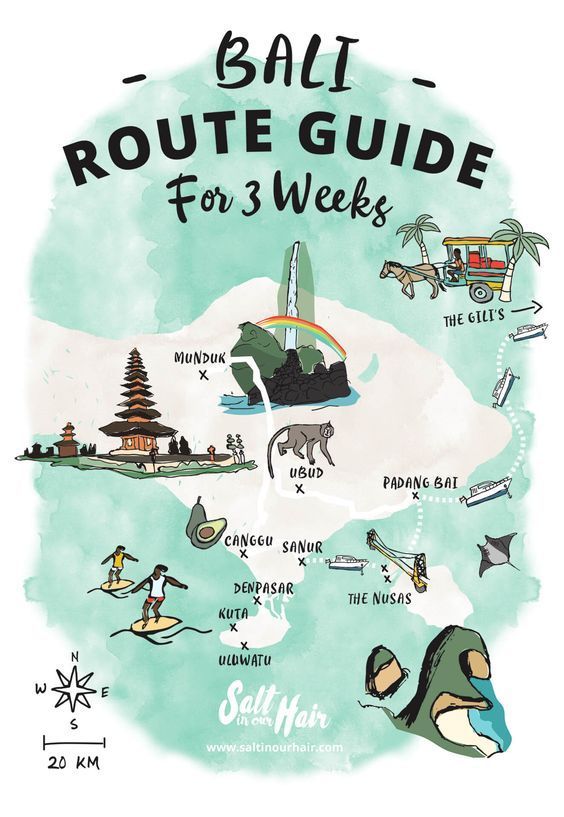 - BALI -
ROUTE GUIDE
For 3 Weeks
THE GILI'S
MUNDUK
UBUD
PADANG BAI
CANGGU
SANUR
DENPASAR
THE NUSAS
KUTA
ULUWATU
N
W E
S
20 KM
Salt
in our Hair
www.saltinourhair.com